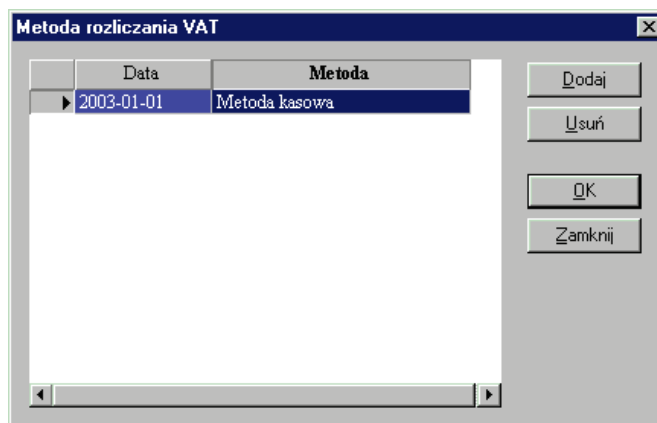 Metoda rozliczania VAT
Data Metoda
2003-01-01 Metoda kasowa
Dodaj
Usuń
OK
Zamknij